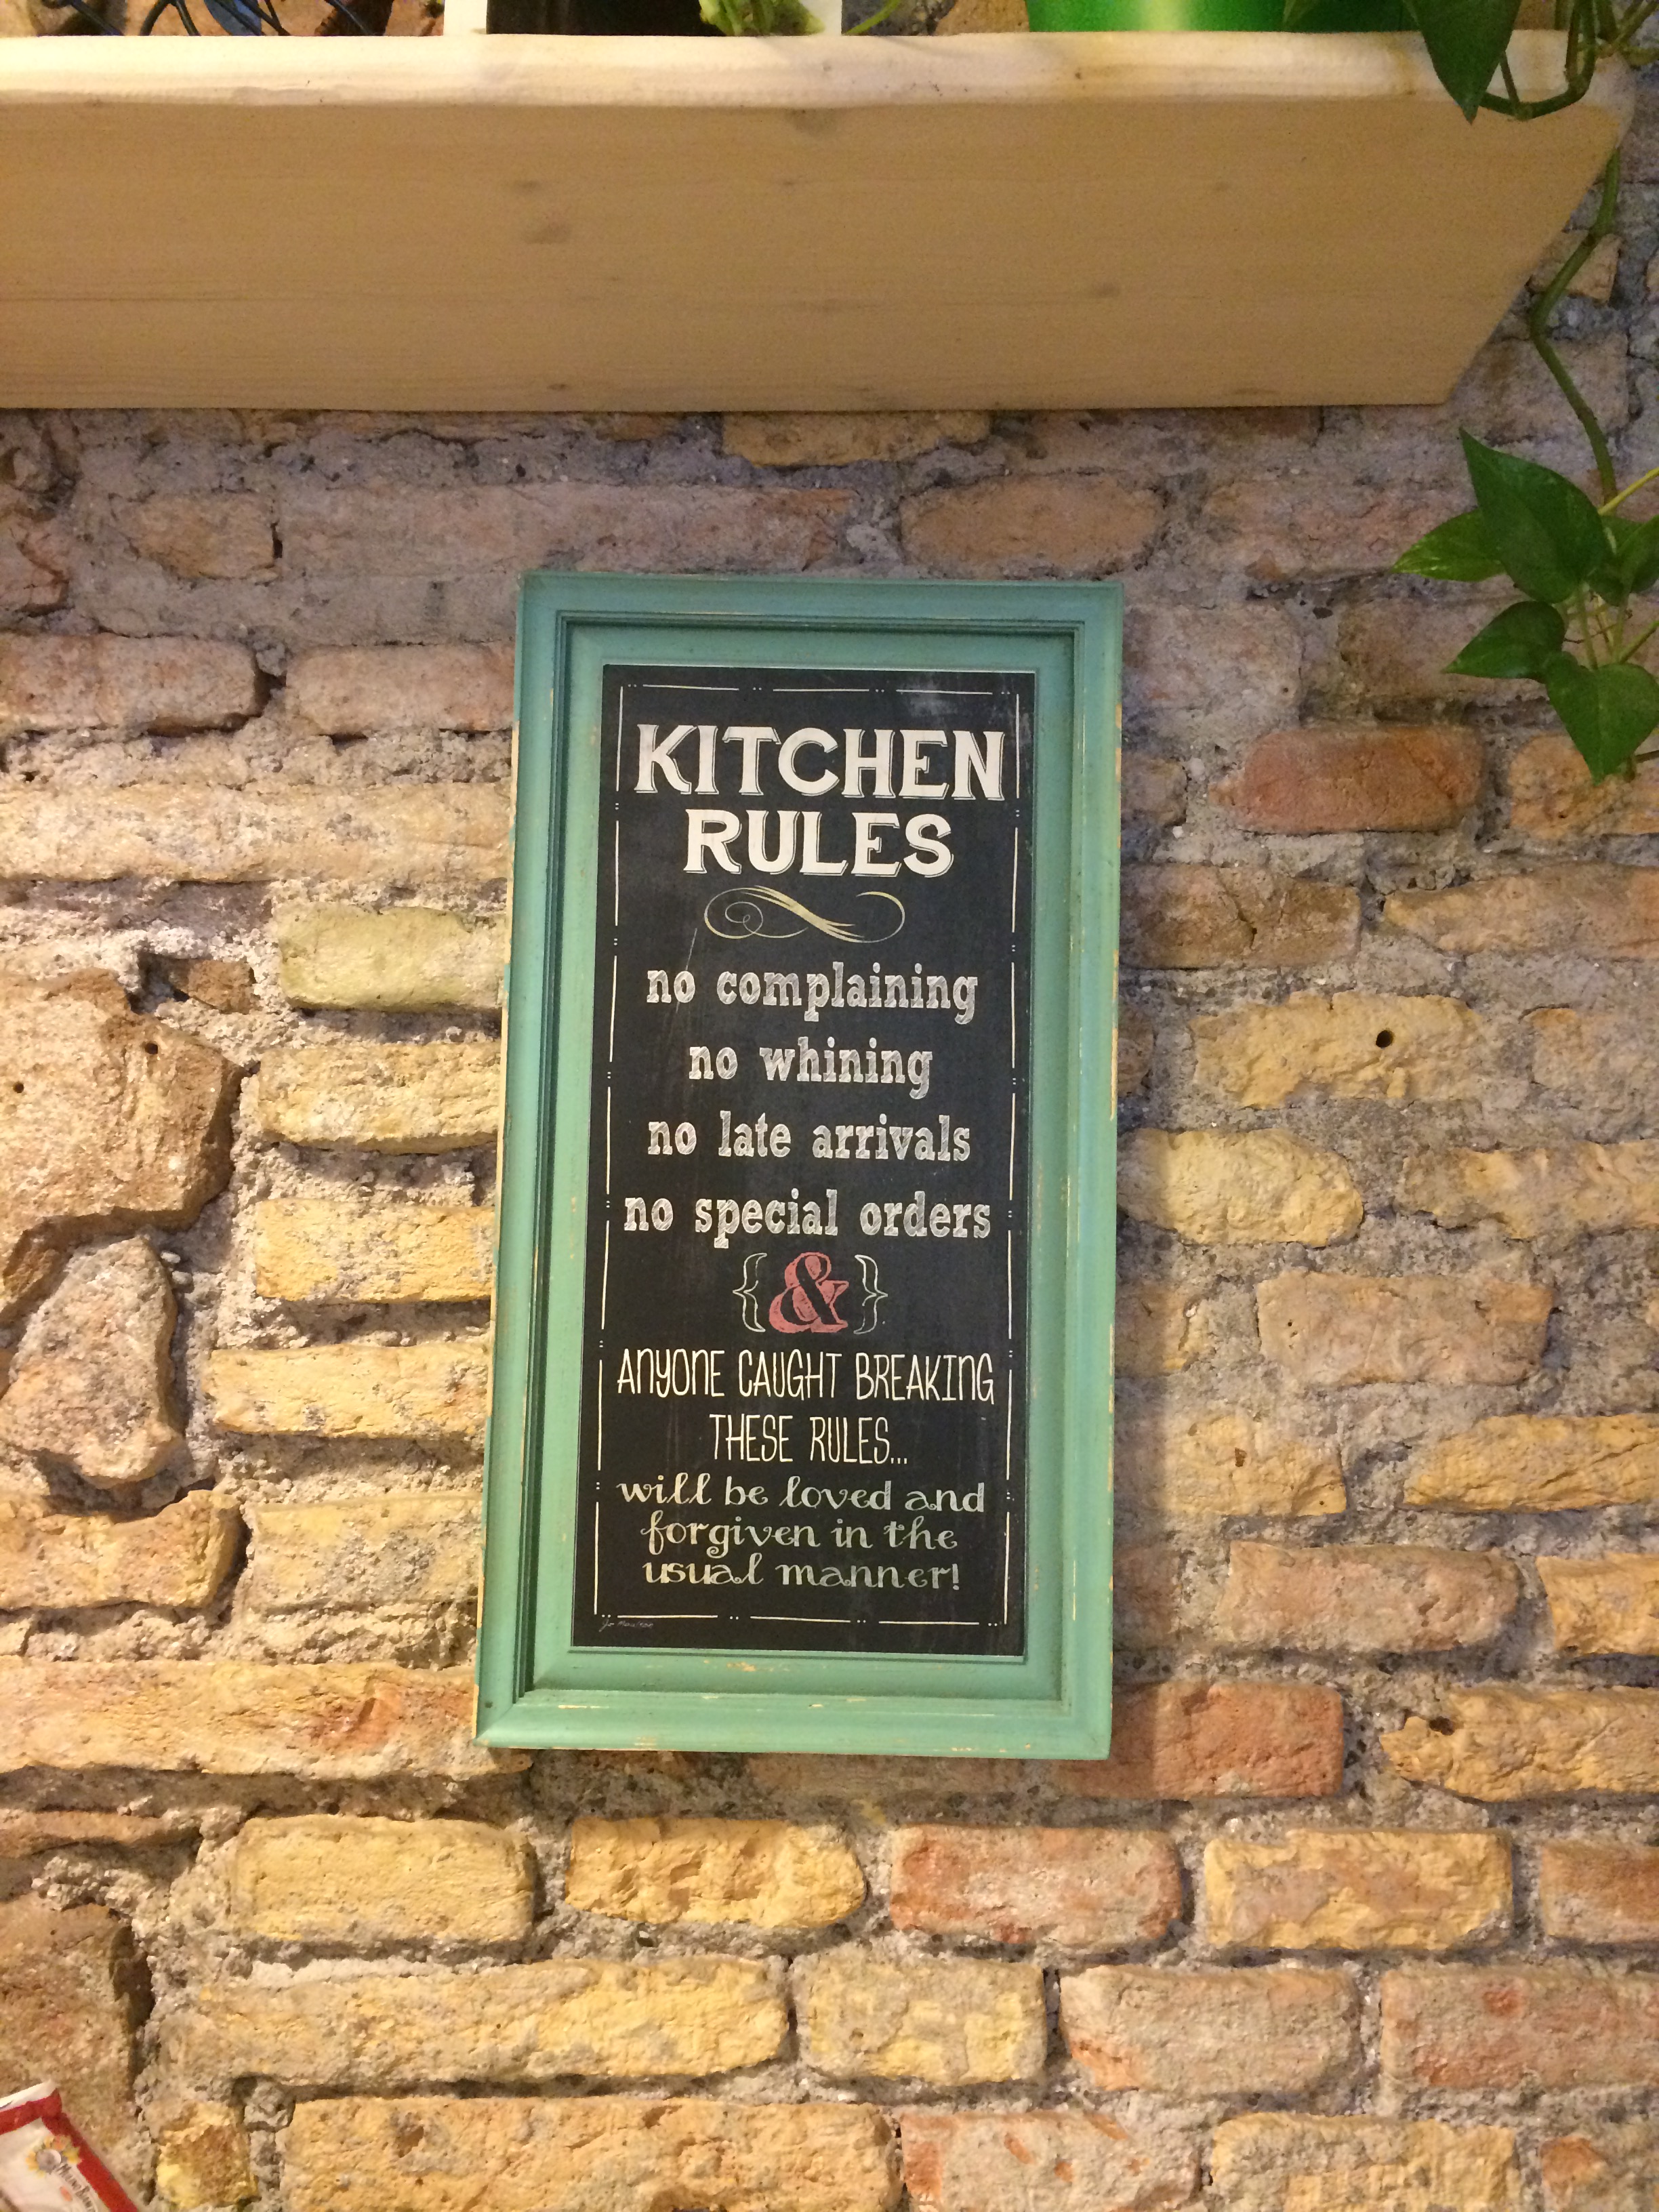 KITCHEN
RULES
no complaining
no whining
no late arrivals
no special orders
{&}
ANYONE CAUGHT BREAKING
THESE RULES...
will be loved and
forgiven in the
usual manner!